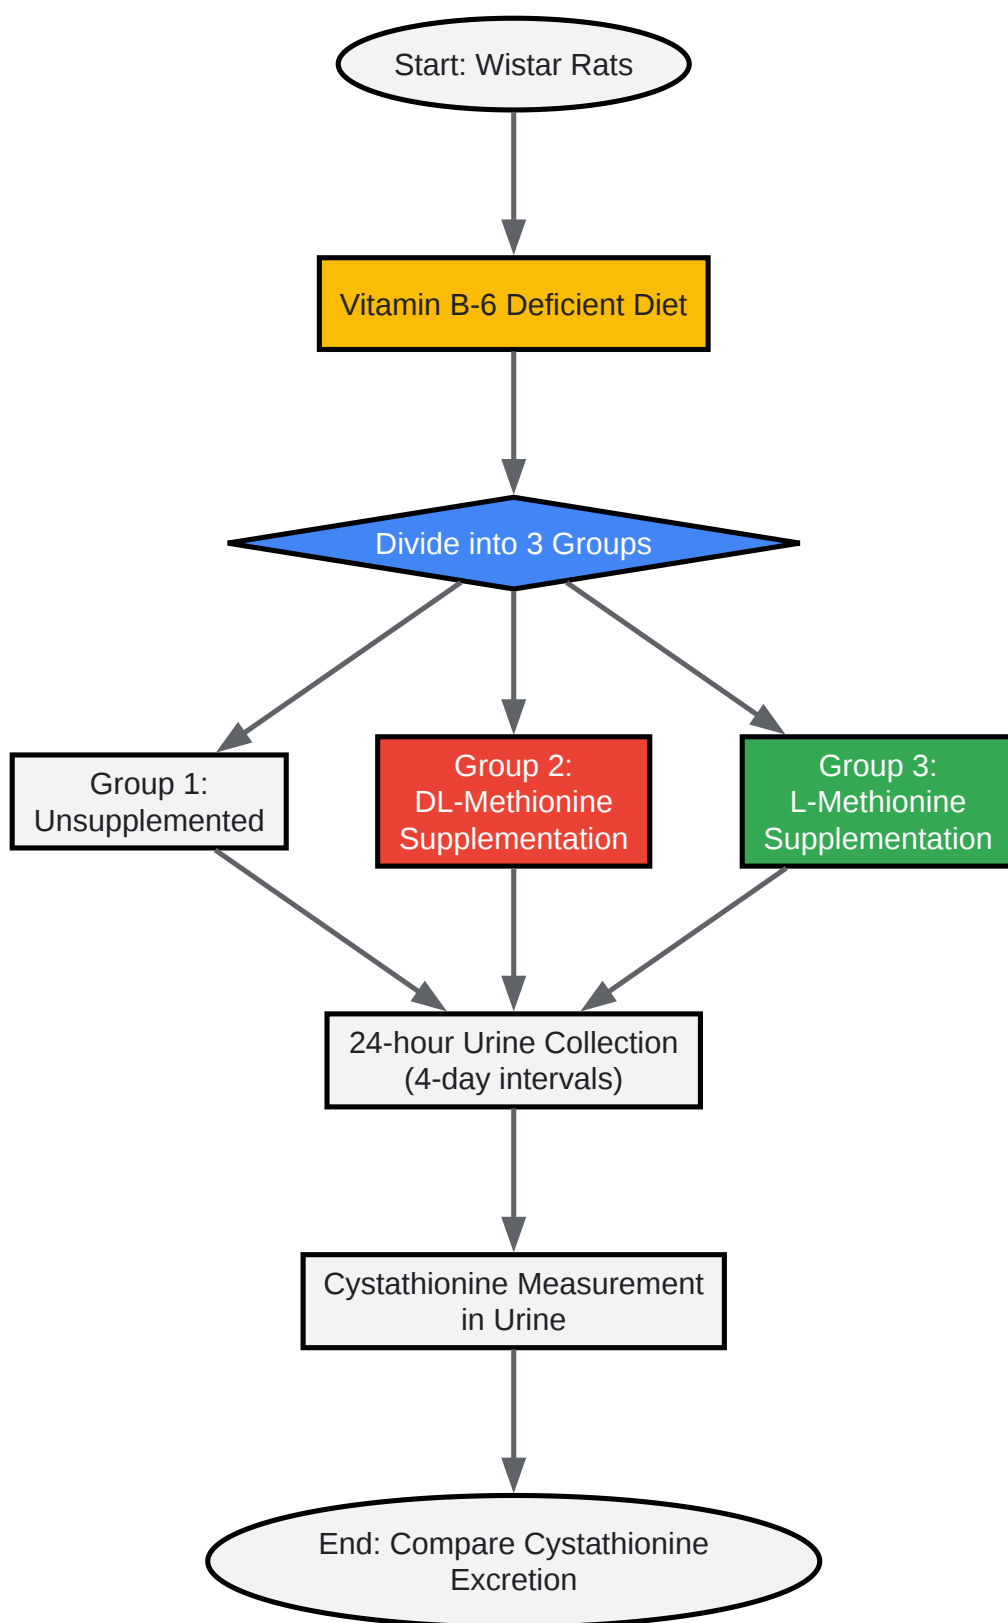 Start: Wistar Rats
Vitamin B-6 Deficient Diet
Divide into 3 Groups
Group 1:
Unsupplemented
Group 2:
DL-Methionine
Supplementation
Group 3:
L-Methionine
Supplementation
24-hour Urine Collection
(4-day intervals)
Cystathionine Measurement
in Urine
End: Compare Cystathionine
Excretion